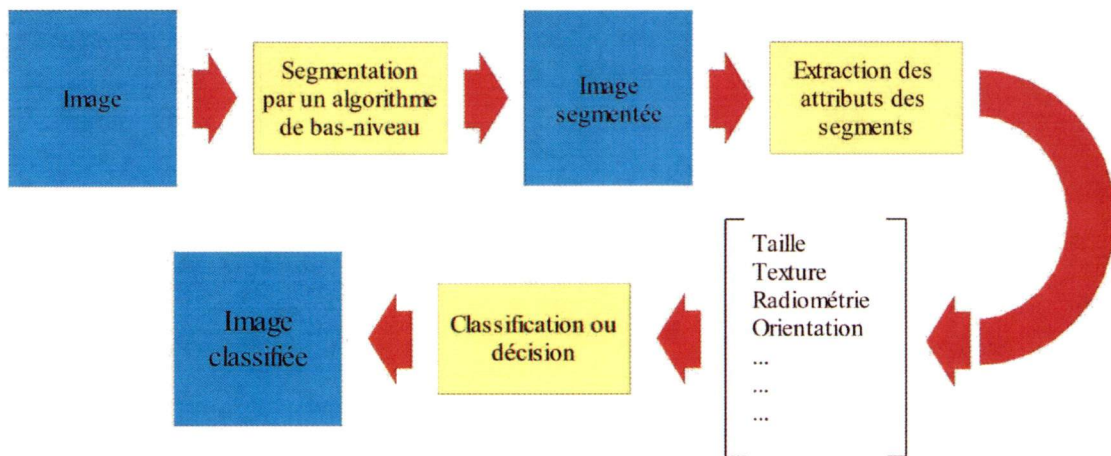 Image
Segmentation
par un algorithme
de bas-niveau
Image
segmentée
Extraction des
attributs des
segments
Taille
Texture
Radiométrie
Orientation
...
...
...
Classification ou
décision
Image
classifiée